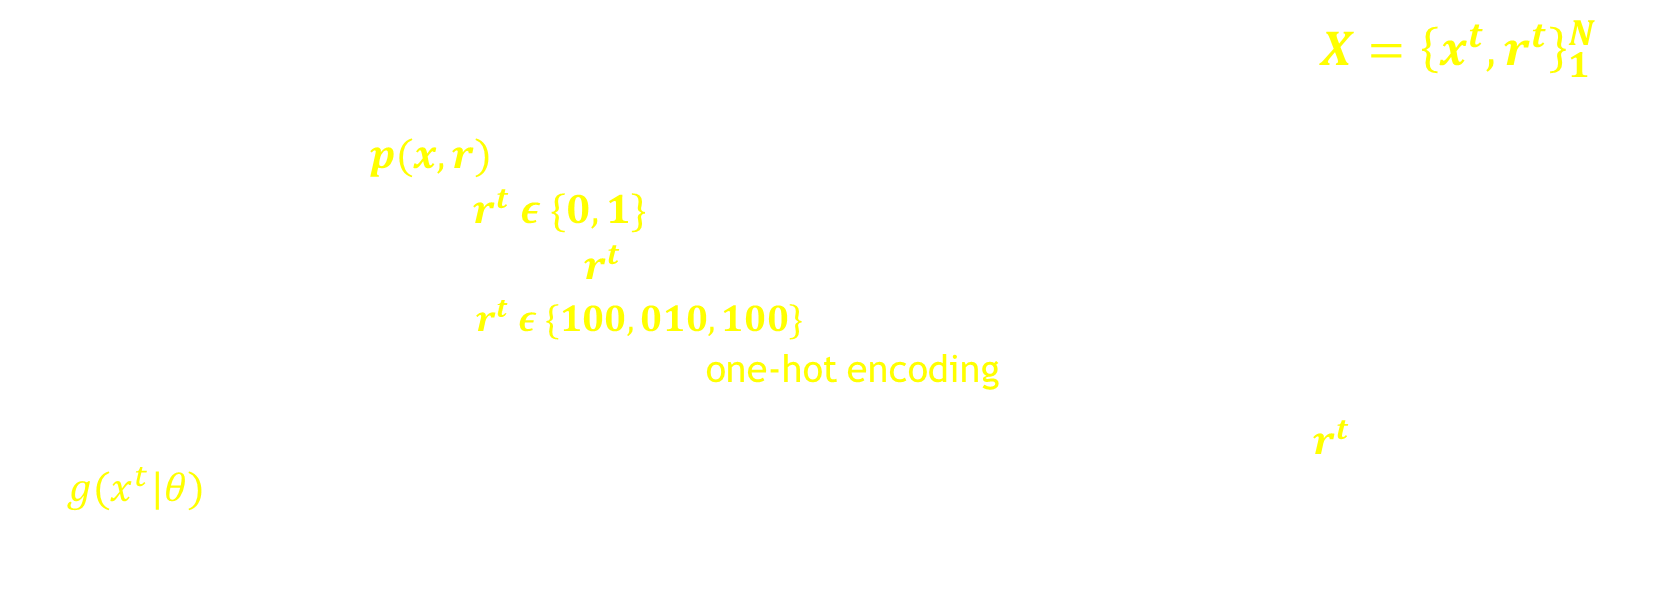 X = {x^t, r^t}_1^N
p(x, r)
r^t ϵ {0, 1}
r^t
r^t ϵ {100, 010, 100}
one-hot encoding
r^t
g(x^t|θ)